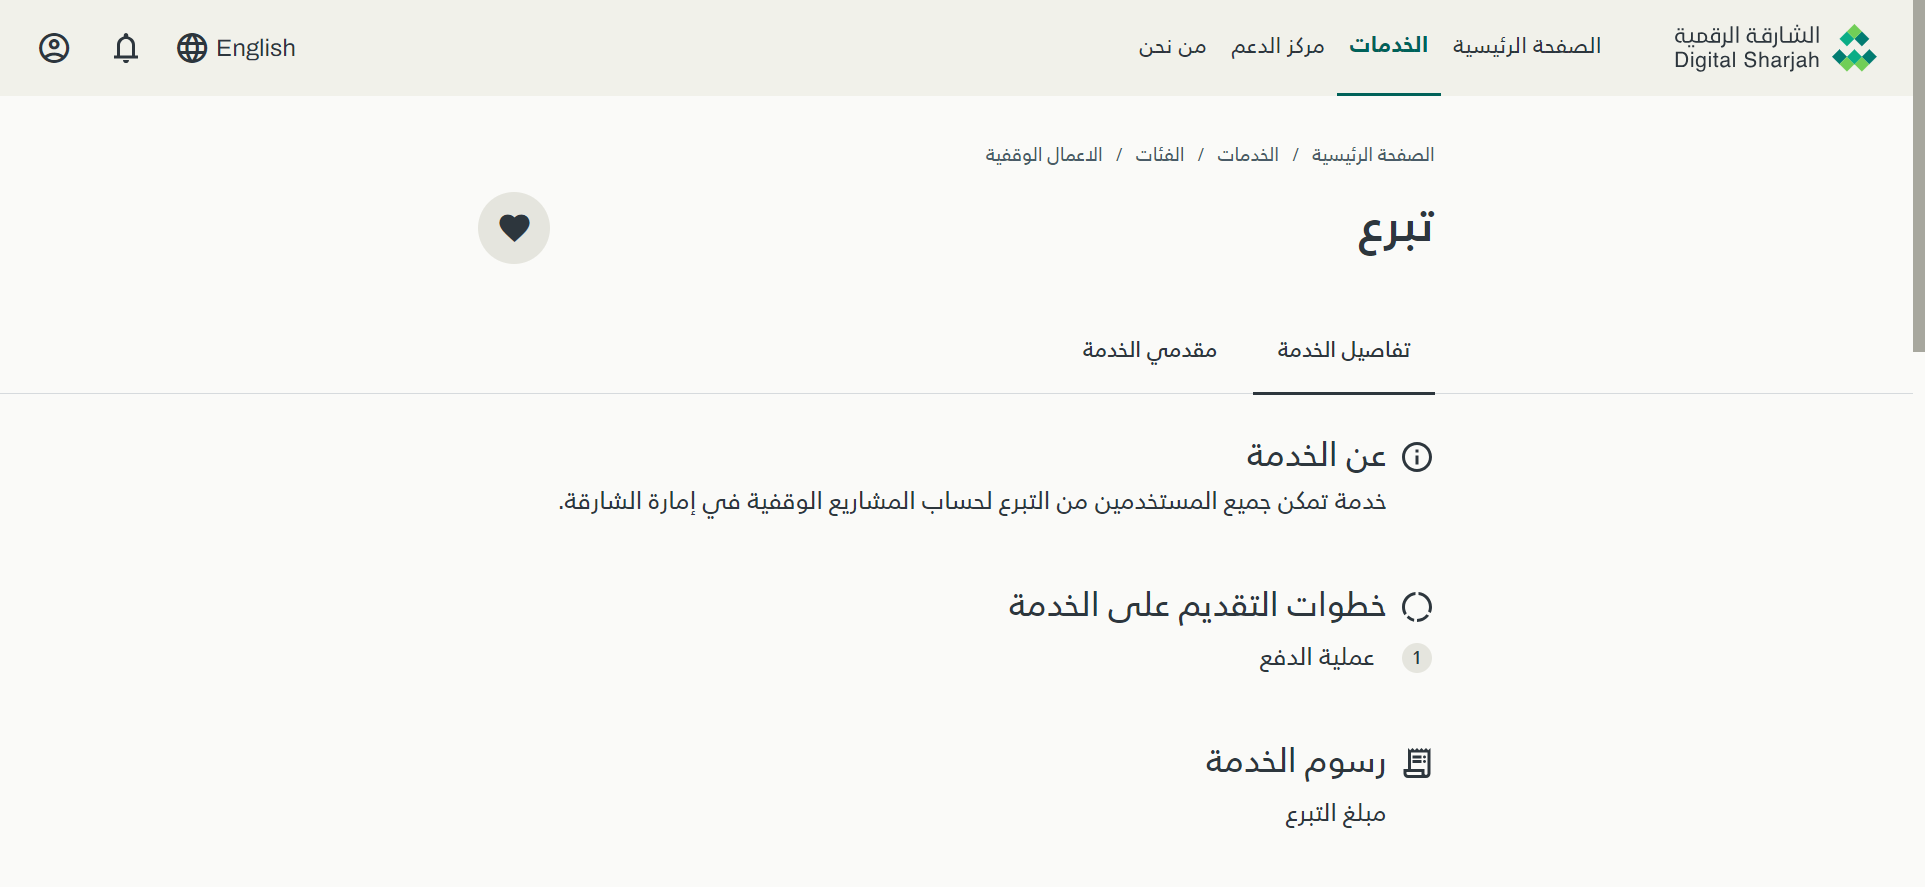 الشارقة الرقمية
Digital Sharjah
الصفحة الرئيسية
الخدمات
مركز الدعم
من نحن
English
الصفحة الرئيسية / الخدمات / الفئات / الاعمال الوقفية
تبرع
تفاصيل الخدمة
مقدمي الخدمة
عن الخدمة
خدمة تمكن جميع المستخدمين من التبرع لحساب المشاريع الوقفية في إمارة الشارقة.
خطوات التقديم على الخدمة
1 عملية الدفع
رسوم الخدمة
مبلغ التبرع